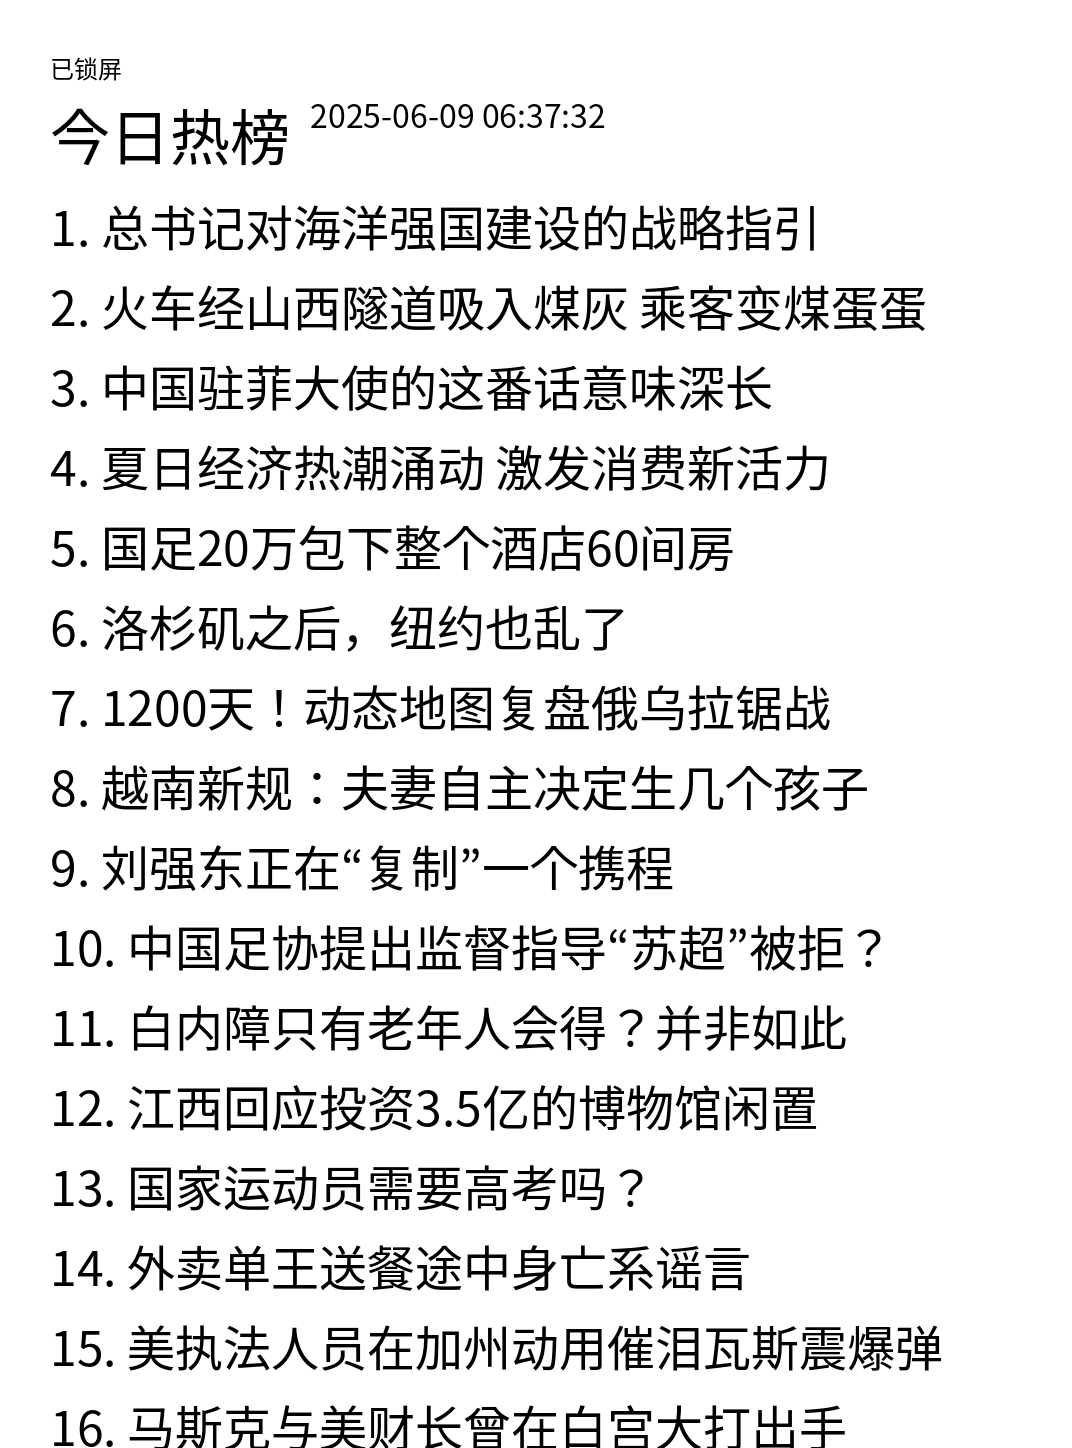 已锁屏
今日热榜 2025-06-09 06:37:32
1. 总书记对海洋强国建设的战略指引
2. 火车经山西隧道吸入煤灰 乘客变煤蛋蛋
3. 中国驻菲大使的这番话意味深长
4. 夏日经济热潮涌动 激发消费新活力
5. 国足20万包下整个酒店60间房
6. 洛杉矶之后，纽约也乱了
7. 1200天！动态地图复盘俄乌拉锯战
8. 越南新规：夫妻自主决定生几个孩子
9. 刘强东正在“复制”一个携程
10. 中国足协提出监督指导“苏超”被拒？
11. 白内障只有老年人会得？并非如此
12. 江西回应投资3.5亿的博物馆闲置
13. 国家运动员需要高考吗？
14. 外卖单王送餐途中身亡系谣言
15. 美执法人员在加州动用催泪瓦斯震爆弹
16. 马斯克与美财长曾在白宫大打出手